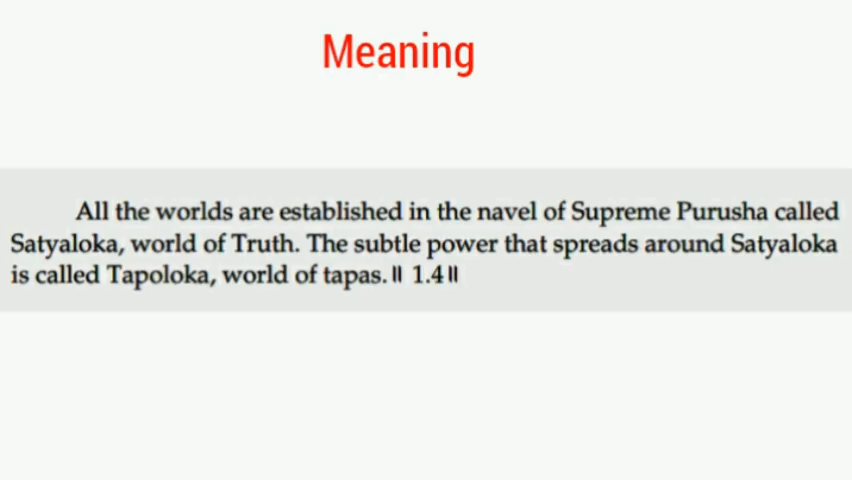 Meaning
All the worlds are established in the navel of Supreme Purusha called
Satyaloka, world of Truth. The subtle power that spreads around Satyaloka
is called Tapoloka, world of tapas.॥ 1.4 ॥